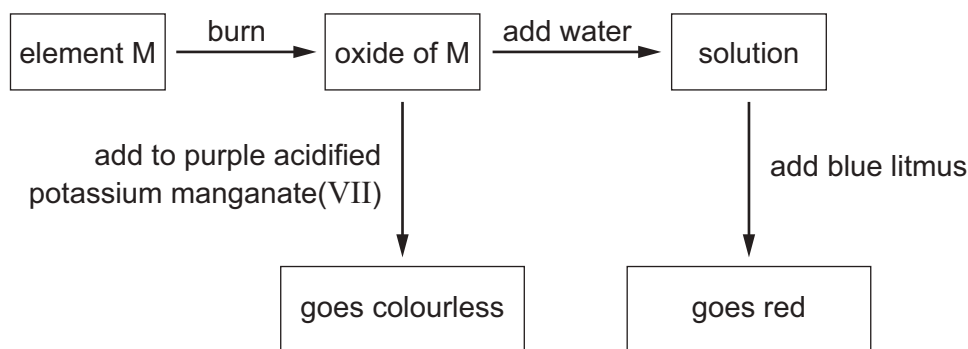 element M
burn
oxide of M
add water
solution
add to purple acidified
potassium manganate(VII)
add blue litmus
goes colourless
goes red